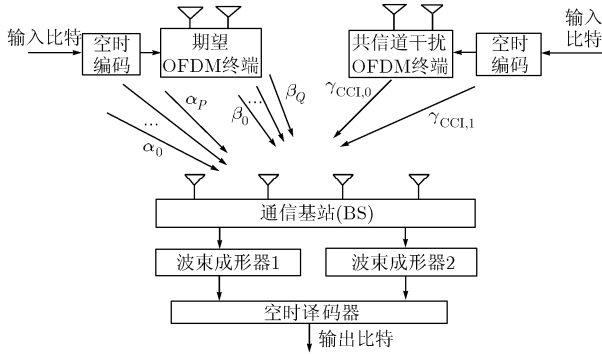 输入比特
空时
编码
期望
OFDM终端
共信道干扰
OFDM终端
空时
编码
输入
比特
α_P
...
α_0
...
β_0
β_Q
γ_CCI,0
γ_CCI,1
通信基站(BS)
波束成形器1
波束成形器2
空时译码器
输出比特